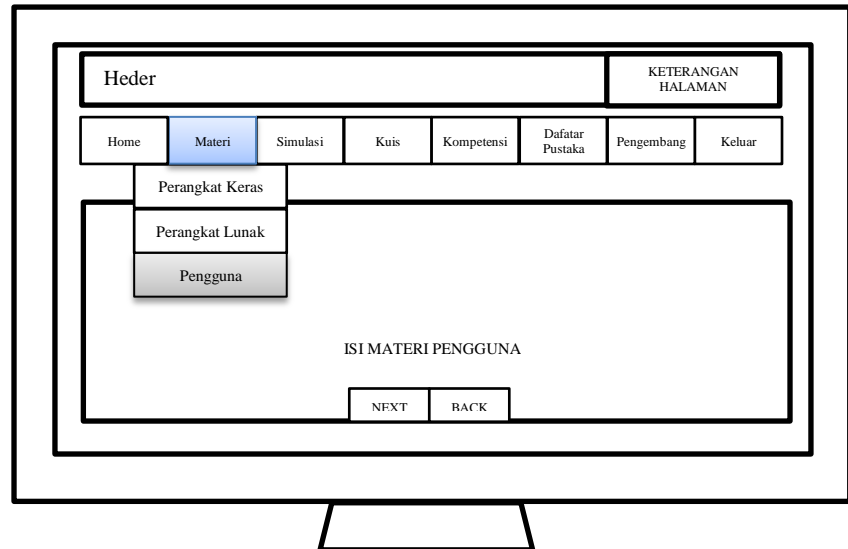 Heder
KETERANGAN
HALAMAN
Home
Materi
Simulasi
Kuis
Kompetensi
Dafatar
Pustaka
Pengembang
Keluar
Perangkat Keras
Perangkat Lunak
Pengguna
ISI MATERI PENGGUNA
NEXT
BACK